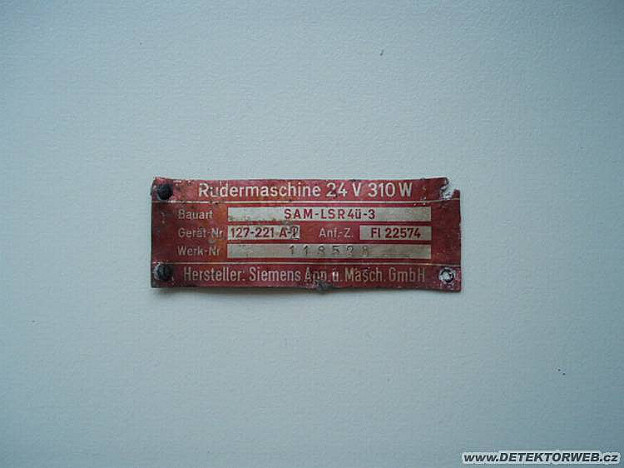 Rudermaschine 24 V 310 W
Bauart SAM-LSR4ü-3
Gerät-Nr 127-221 Anf.-Z. Fl 22574
Werk-Nr
Hersteller: Siemens App. u. Masch. GmbH
www.DETEKTORWEB.cz